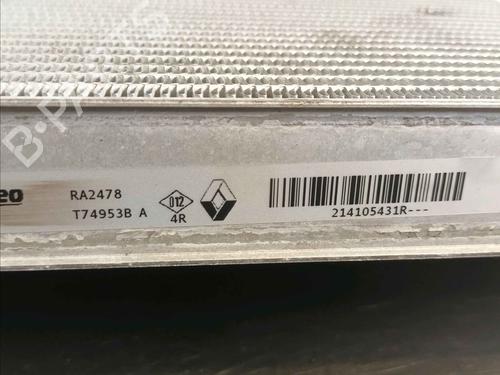 B-PARTS
eo RA2478
T74953B A
012
4R
214105431R---